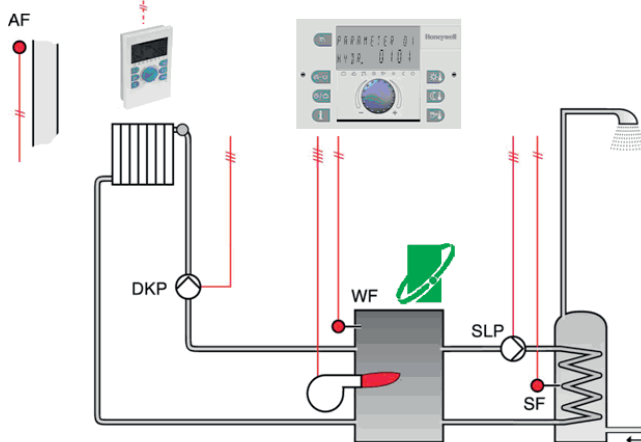 AF
PARAMETER 01
Honeywell
HYDR. 0101
DKP
WF
SLP
SF